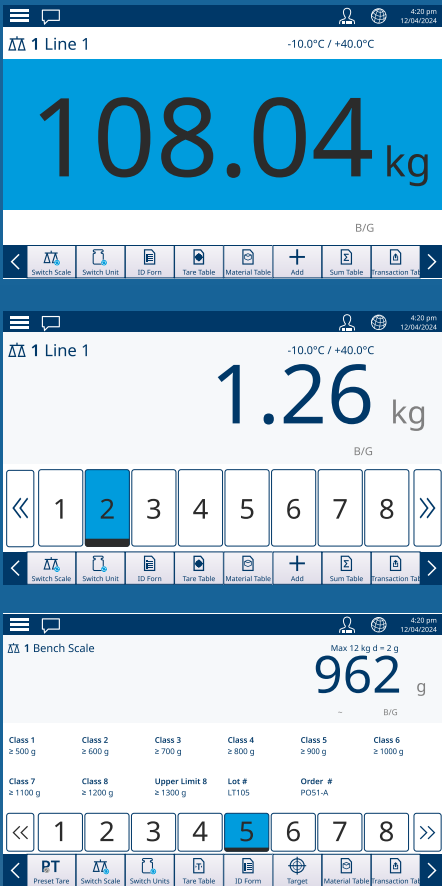 4:20 pm
12/04/2024
1 Line 1
-10.0°C / +40.0°C
108.04 kg
B/G
Switch Scale Switch Unit ID Forn Tare Table Material Table Add Sum Table Transaction Tab
4:20 pm
12/04/2024
1 Line 1
-10.0°C / +40.0°C
1.26 kg
B/G
1 2 3 4 5 6 7 8
Switch Scale Switch Unit ID Forn Tare Table Material Table Add Sum Table Transaction Tab
4:20 pm
12/04/2024
1 Bench Scale
Max 12 kg d = 2 g
962 g
~ B/G
Class 1 Class 2 Class 3 Class 4 Class 5 Class 6
≥ 500 g ≥ 600 g ≥ 700 g ≥ 800 g ≥ 900 g ≥ 1000 g
Class 7 Class 8 Upper Limit 8 Lot # Order #
≥ 1100 g ≥ 1200 g ≥ 1300 g LT105 PO51-A
1 2 3 4 5 6 7 8
PT T
Preset Tare Switch Scale Switch Units Tare Table ID Form Target Material Table Transaction Tab